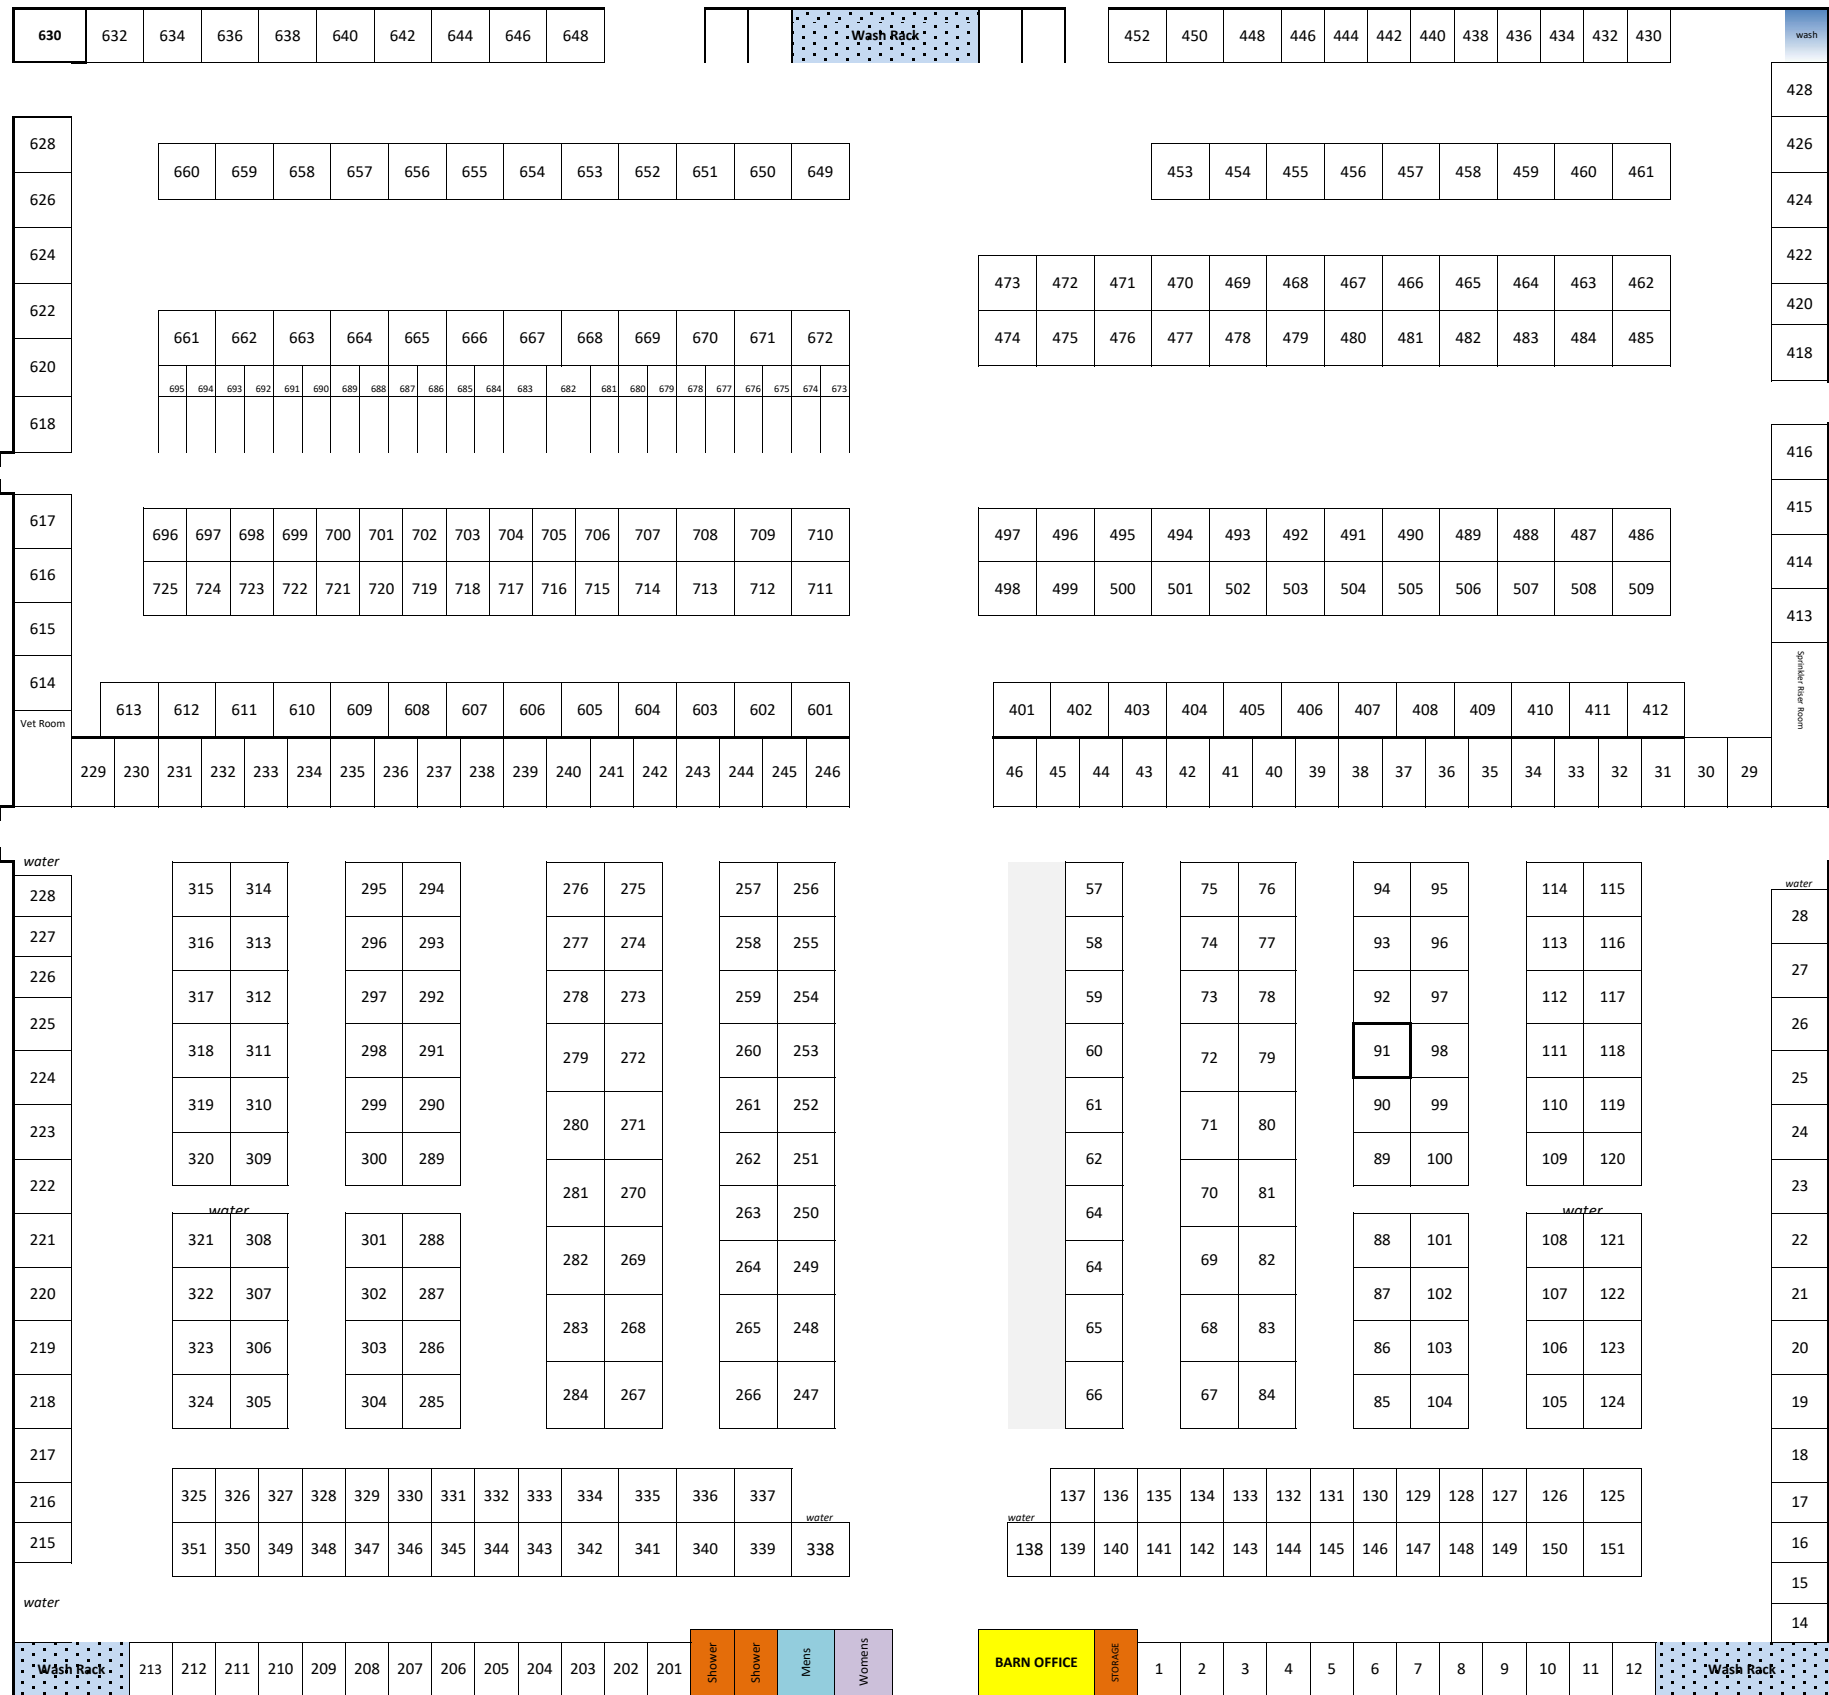 630 632 634 636 638 640 642 644 646 648 Wash Rack 452 450 448 446 444 442 440 438 436 434 432 430 wash
428
628 426
660 659 658 657 656 655 654 653 652 651 650 649 453 454 455 456 457 458 459 460 461
626 424
624 422
473 472 471 470 469 468 467 466 465 464 463 462
622 420
661 662 663 664 665 666 667 668 669 670 671 672 474 475 476 477 478 479 480 481 482 483 484 485
620 418
695 694 693 692 691 690 689 688 687 686 685 684 683 682 681 680 679 678 677 676 675 674 673
618
416
617 415
696 697 698 699 700 701 702 703 704 705 706 707 708 709 710 497 496 495 494 493 492 491 490 489 488 487 486
616 414
725 724 723 722 721 720 719 718 717 716 715 714 713 712 711 498 499 500 501 502 503 504 505 506 507 508 509
615 413
614 Sprinkler Riser Room
613 612 611 610 609 608 607 606 605 604 603 602 601 401 402 403 404 405 406 407 408 409 410 411 412
Vet Room
229 230 231 232 233 234 235 236 237 238 239 240 241 242 243 244 245 246 46 45 44 43 42 41 40 39 38 37 36 35 34 33 32 31 30 29
water
water
228 315 314 295 294 276 275 257 256 57 75 76 94 95 114 115
28
227 316 313 296 293 277 274 258 255 58 74 77 93 96 113 116
226 27
317 312 297 292 278 273 259 254 59 73 78 92 97 112 117
225 26
318 311 298 291 279 272 260 253 60 72 79 91 98 111 118
224 25
319 310 299 290 280 271 261 252 61 71 80 90 99 110 119
223 24
320 309 300 289 262 251 62 89 100 109 120
222 281 270 70 81 23
water water
263 250 64
221 321 308 301 288 88 101 108 121 22
282 269 264 249 64 69 82
220 322 307 302 287 87 102 107 122 21
283 268 265 248 65 68 83
219 323 306 303 286 86 103 106 123 20
284 267 266 247 66 67 84
218 324 305 304 285 85 104 105 124 19
217 18
325 326 327 328 329 330 331 332 333 334 335 336 337 137 136 135 134 133 132 131 130 129 128 127 126 125
216 17
water water
215 16
351 350 349 348 347 346 345 344 343 342 341 340 339 338 138 139 140 141 142 143 144 145 146 147 148 149 150 151
15
water
14
Wash Rack 213 212 211 210 209 208 207 206 205 204 203 202 201 Shower Shower Mens Womens BARN OFFICE STORAGE 1 2 3 4 5 6 7 8 9 10 11 12 Wash Rack